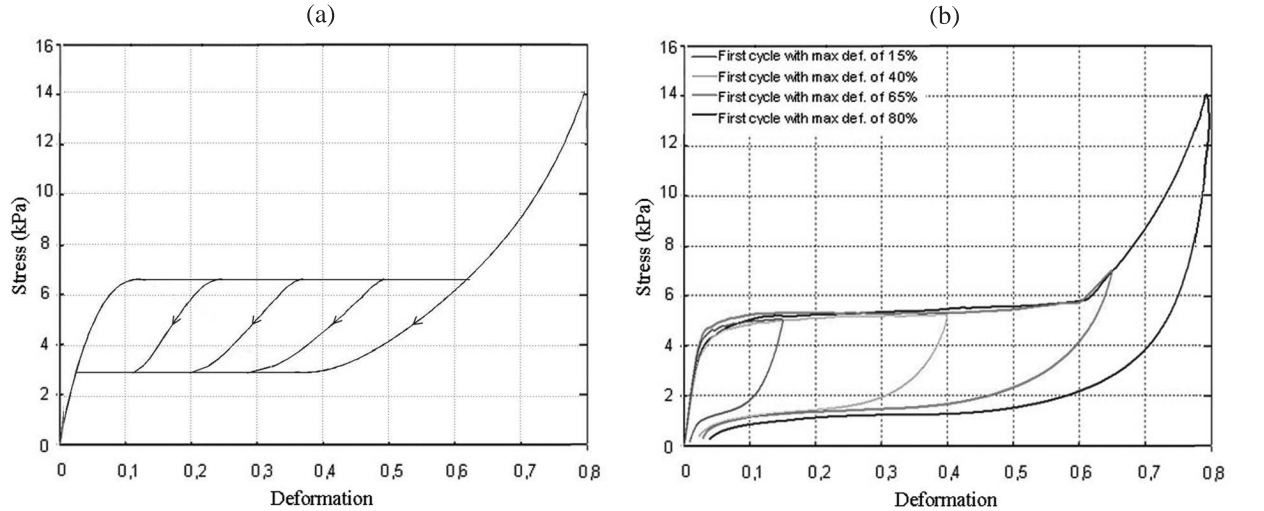 (a)
16
14
12
10
8
6
4
2
0
Stress (kPa)
0 0,1 0,2 0,3 0,4 0,5 0,6 0,7 0,8
Deformation
(b)
16
14
12
10
8
6
4
2
0
Stress (kPa)
First cycle with max def. of 15%
First cycle with max def. of 40%
First cycle with max def. of 65%
First cycle with max def. of 80%
0 0,1 0,2 0,3 0,4 0,5 0,6 0,7 0,8
Deformation